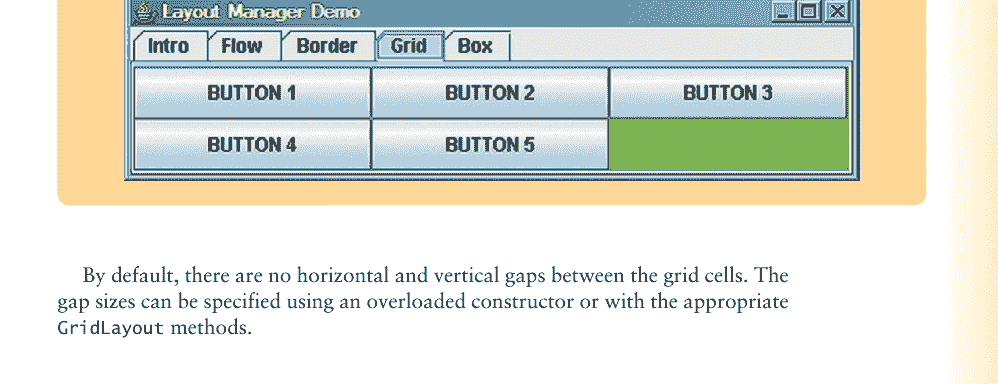 Layout Manager Demo
Intro Flow Border Grid Box
BUTTON 1 BUTTON 2 BUTTON 3
BUTTON 4 BUTTON 5
By default, there are no horizontal and vertical gaps between the grid cells. The
gap sizes can be specified using an overloaded constructor or with the appropriate
GridLayout methods.